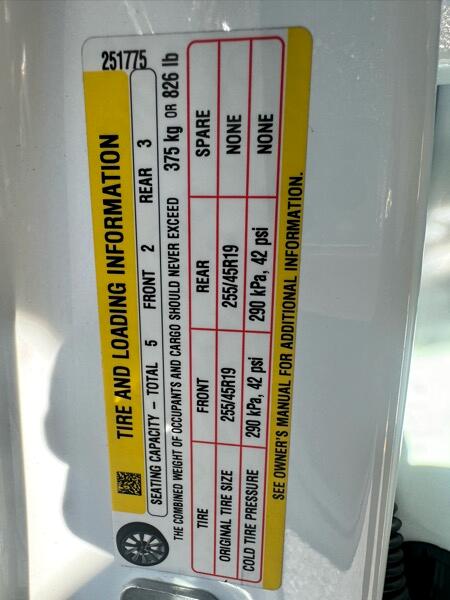 251775
TIRE AND LOADING INFORMATION
SEATING CAPACITY – TOTAL 5 FRONT 2 REAR 3
THE COMBINED WEIGHT OF OCCUPANTS AND CARGO SHOULD NEVER EXCEED 375 kg OR 826 lb
TIRE FRONT REAR SPARE
ORIGINAL TIRE SIZE 255/45R19 255/45R19 NONE
COLD TIRE PRESSURE 290 kPa, 42 psi 290 kPa, 42 psi NONE
SEE OWNER'S MANUAL FOR ADDITIONAL INFORMATION.